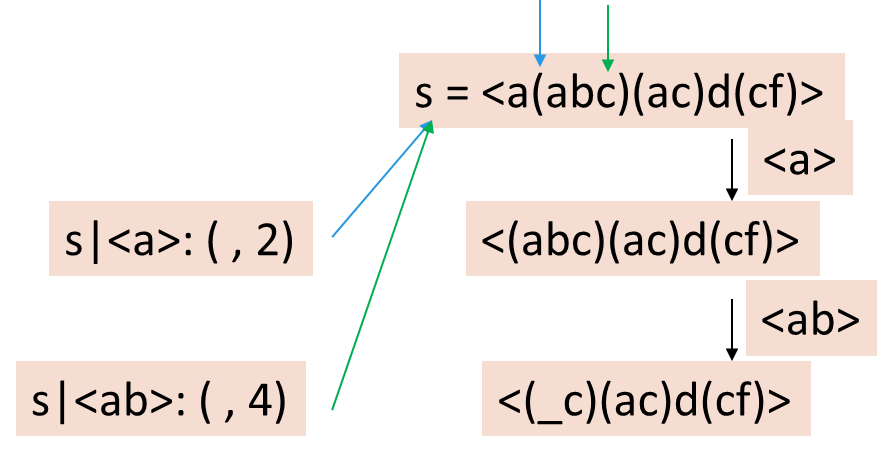 s = <a(abc)(ac)d(cf)>
<a>
s|<a>: ( , 2)
<(abc)(ac)d(cf)>
<ab>
s|<ab>: ( , 4)
<(_c)(ac)d(cf)>